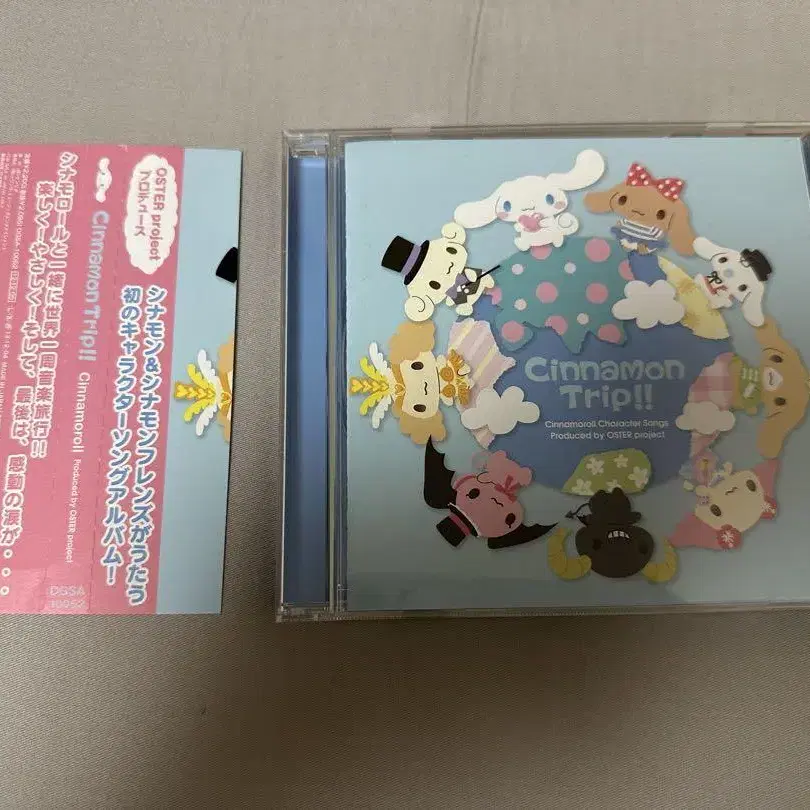 OSTER project
プロデュース
シナモン&シナモンフレンズがうたう
初のキャラクターソングアルバム!
Cinnamon Trip!!
Cinnamoroll
Produced by OSTER project
DGSA
10052
シナモロールと一緒に世界一周音楽旅行!!
楽しく!やさしく!そして、最後は、感動の涙が・・・。
Cinnamon
Trip!!
Cinnamoroll Character Songs
Produced by OSTER project